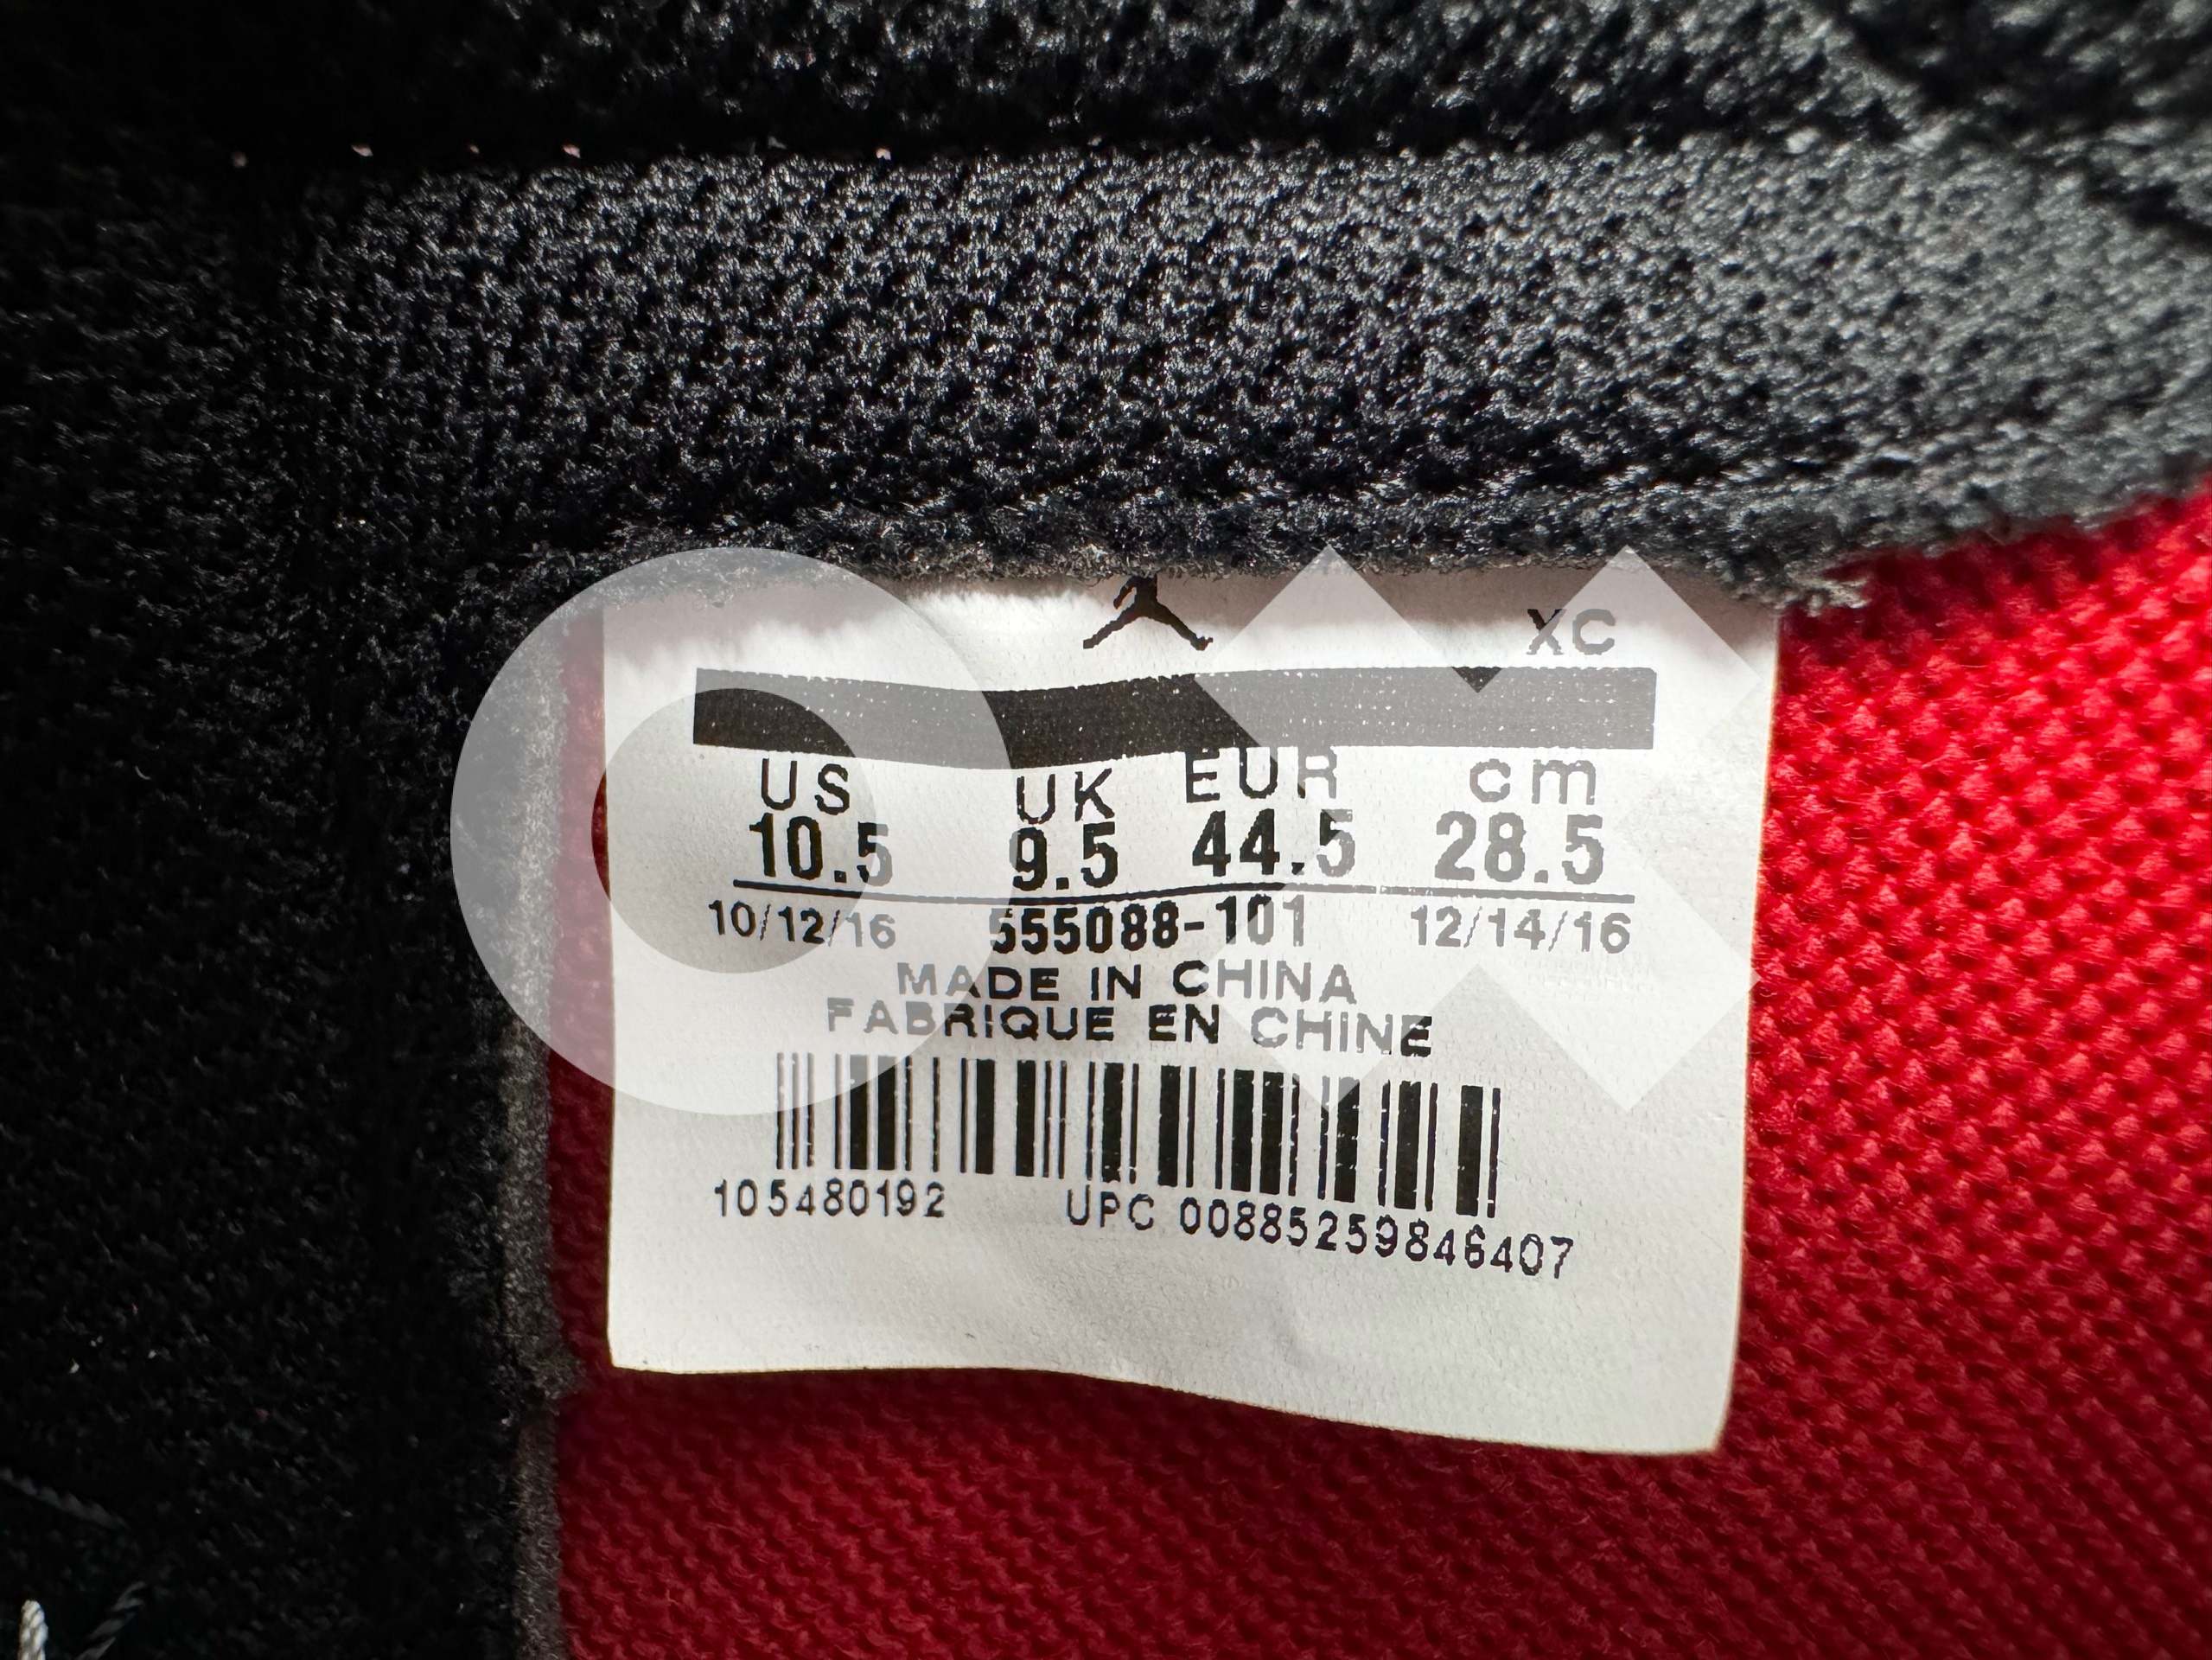 XC
US UK EUR cm
10.5 9.5 44.5 28.5
10/12/16 555088-101 12/14/16
MADE IN CHINA
FABRIQUE EN CHINE
105480192 UPC 00885259846407